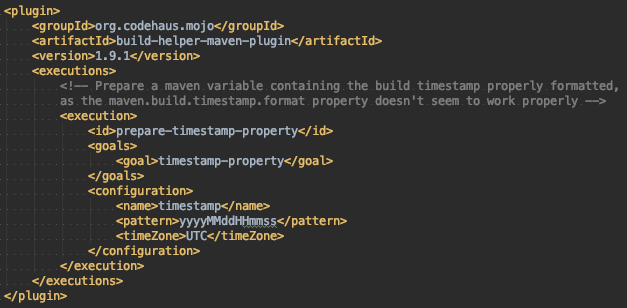 <plugin>
<groupId>org.codehaus.mojo</groupId>
<artifactId>build-helper-maven-plugin</artifactId>
<version>1.9.1</version>
<executions>
<!-- Prepare a maven variable containing the build timestamp properly formatted,
as the maven.build.timestamp.format property doesn't seem to work properly -->
<execution>
<id>prepare-timestamp-property</id>
<goals>
<goal>timestamp-property</goal>
</goals>
<configuration>
<name>timestamp</name>
<pattern>yyyyMMddHHmmss</pattern>
<timeZone>UTC</timeZone>
</configuration>
</execution>
</executions>
</plugin>